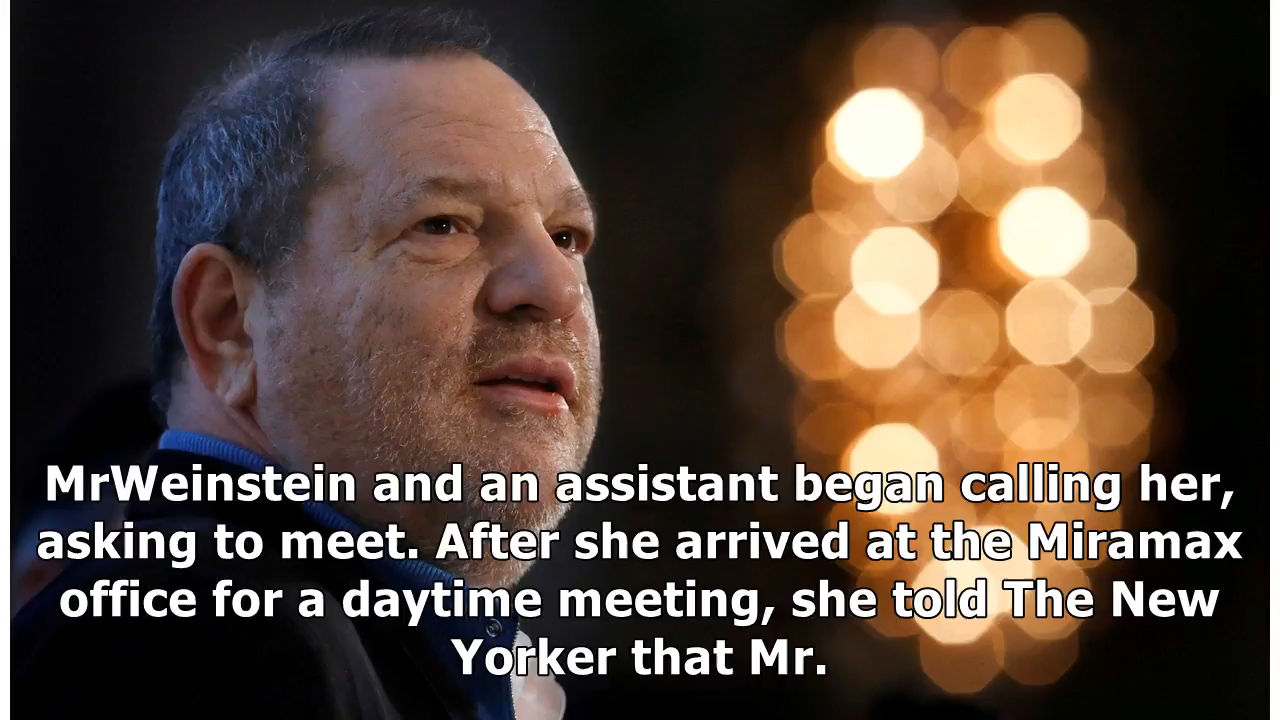 MrWeinstein and an assistant began calling her,
asking to meet. After she arrived at the Miramax
office for a daytime meeting, she told The New
Yorker that Mr.